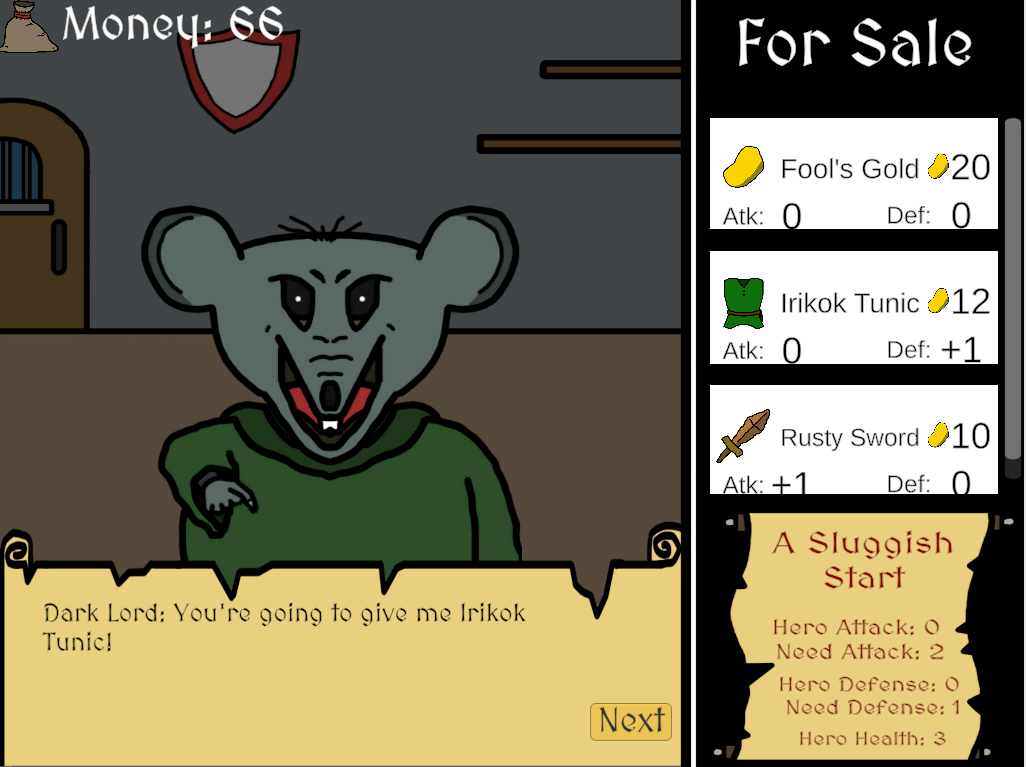 Money: 66
Dark Lord: You're going to give me Irikok
Tunic!
Next
For Sale
Fool's Gold 20
Atk: 0 Def: 0
Irikok Tunic 12
Atk: 0 Def: +1
Rusty Sword 10
Atk: +1 Def: 0
A Sluggish
Start
Hero Attack: 0
Need Attack: 2
Hero Defense: 0
Need Defense: 1
Hero Health: 3